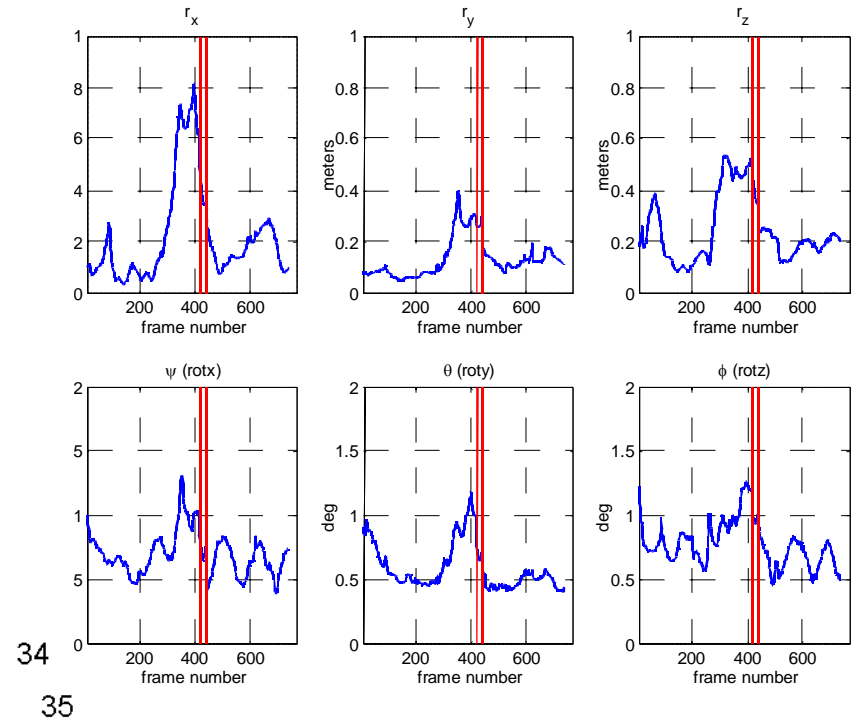 r_x
r_y
r_z
1
8
6
4
2
0
200 400 600
frame number
1
0.8
0.6
0.4
0.2
0
meters
200 400 600
frame number
1
0.8
0.6
0.4
0.2
0
meters
200 400 600
frame number
ψ (rotx)
θ (roty)
φ (rotz)
2
5
1
5
0
200 400 600
frame number
2
1.5
1
0.5
0
deg
200 400 600
frame number
2
1.5
1
0.5
0
deg
200 400 600
frame number
34
35